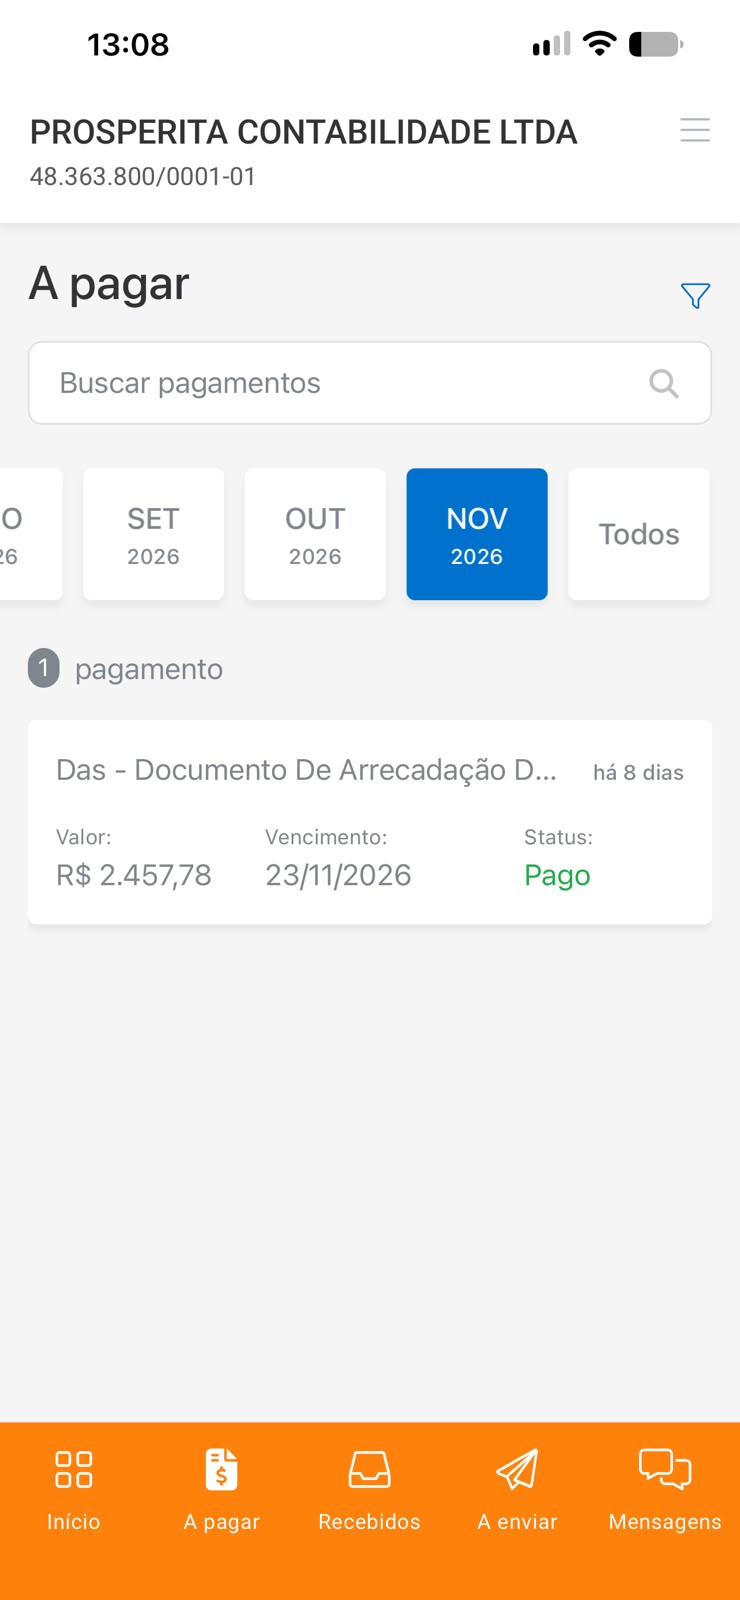 13:08
PROSPERITA CONTABILIDADE LTDA
48.363.800/0001-01
A pagar
Buscar pagamentos
O SET OUT NOV Todos
26 2026 2026 2026
1 pagamento
Das - Documento De Arrecadação D... há 8 dias
Valor: Vencimento: Status:
R$ 2.457,78 23/11/2026 Pago
Início A pagar Recebidos A enviar Mensagens